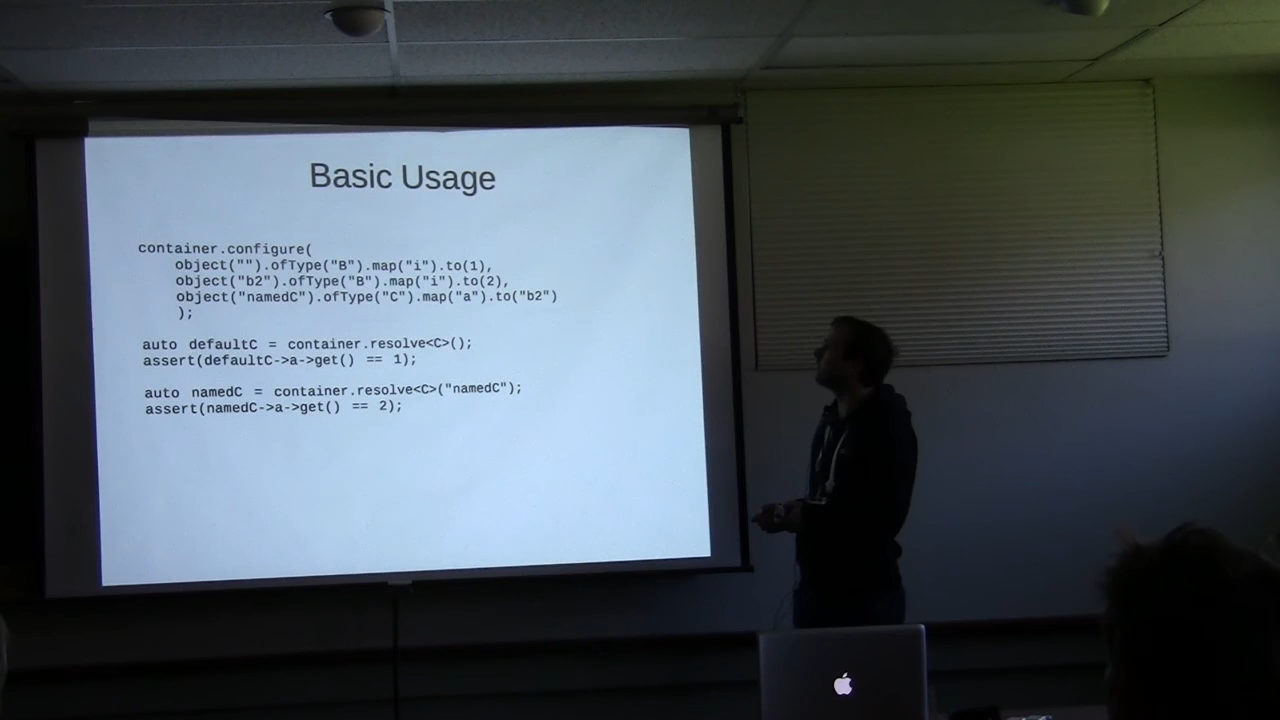 Basic Usage
container.configure(
object("").ofType("B").map("i").to(1),
object("b2").ofType("B").map("i").to(2),
object("namedC").ofType("C").map("a").to("b2")
);
auto defaultC = container.resolve<C>();
assert(defaultC->a->get() == 1);
auto namedC = container.resolve<C>("namedC");
assert(namedC->a->get() == 2);